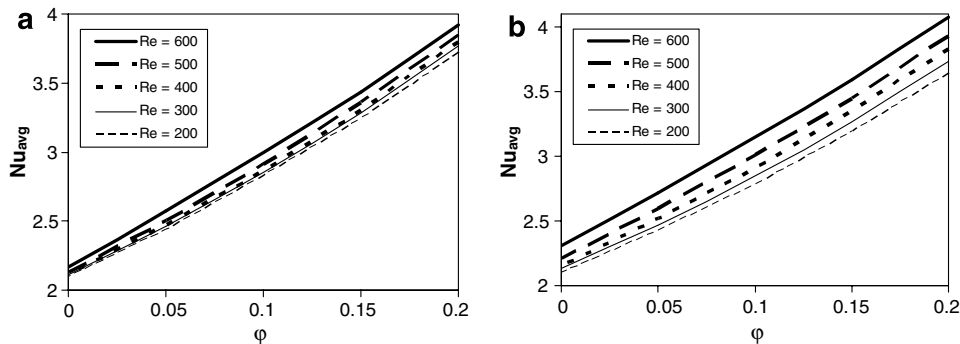 a
4
3.5
3
2.5
2
Nu_avg
Re = 600
Re = 500
Re = 400
Re = 300
Re = 200
0
0.05
0.1
0.15
0.2
φ
b
4
3.5
3
2.5
2
Nu_avg
Re = 600
Re = 500
Re = 400
Re = 300
Re = 200
0
0.05
0.1
0.15
0.2
φ